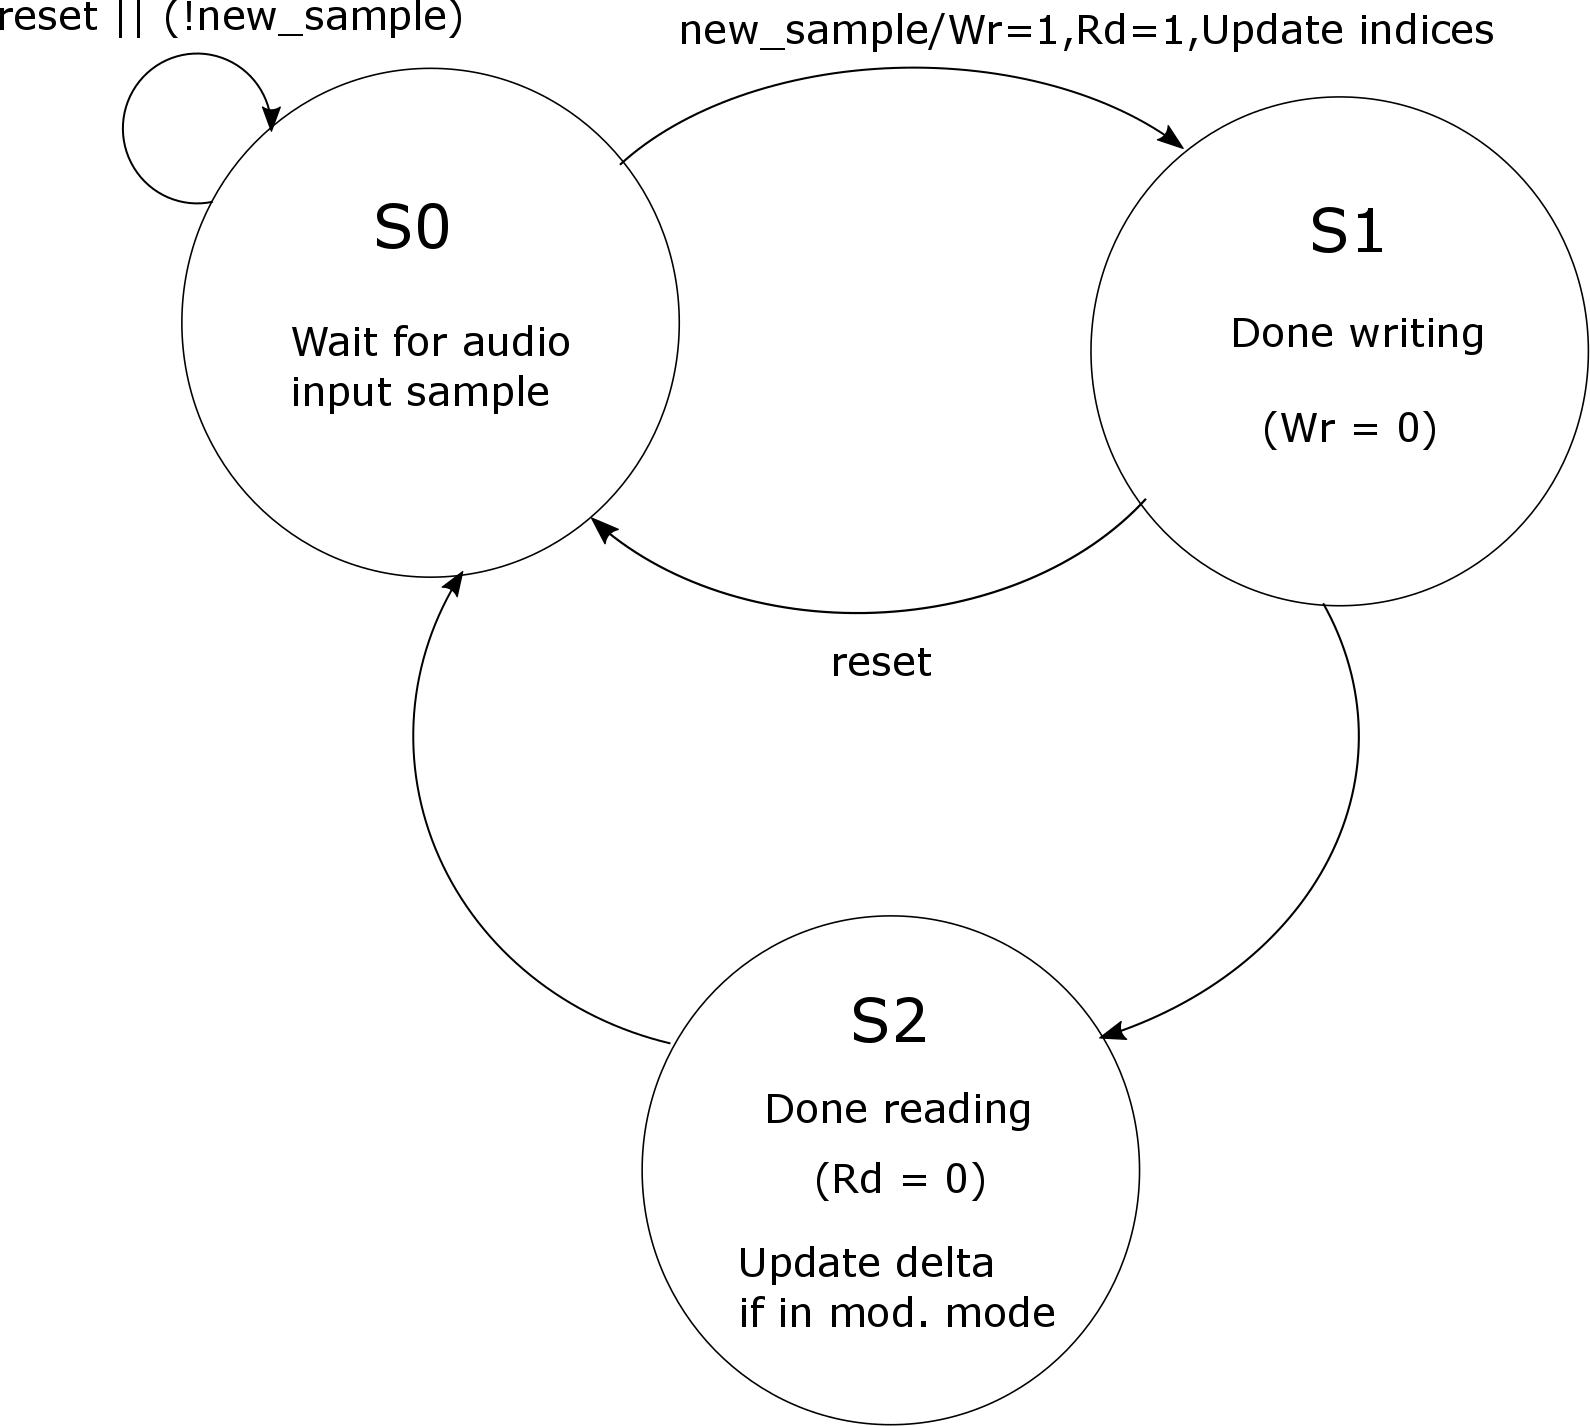 reset || (!new_sample)
new_sample/Wr=1,Rd=1,Update indices
S0
Wait for audio
input sample
S1
Done writing
(Wr = 0)
reset
S2
Done reading
(Rd = 0)
Update delta
if in mod. mode